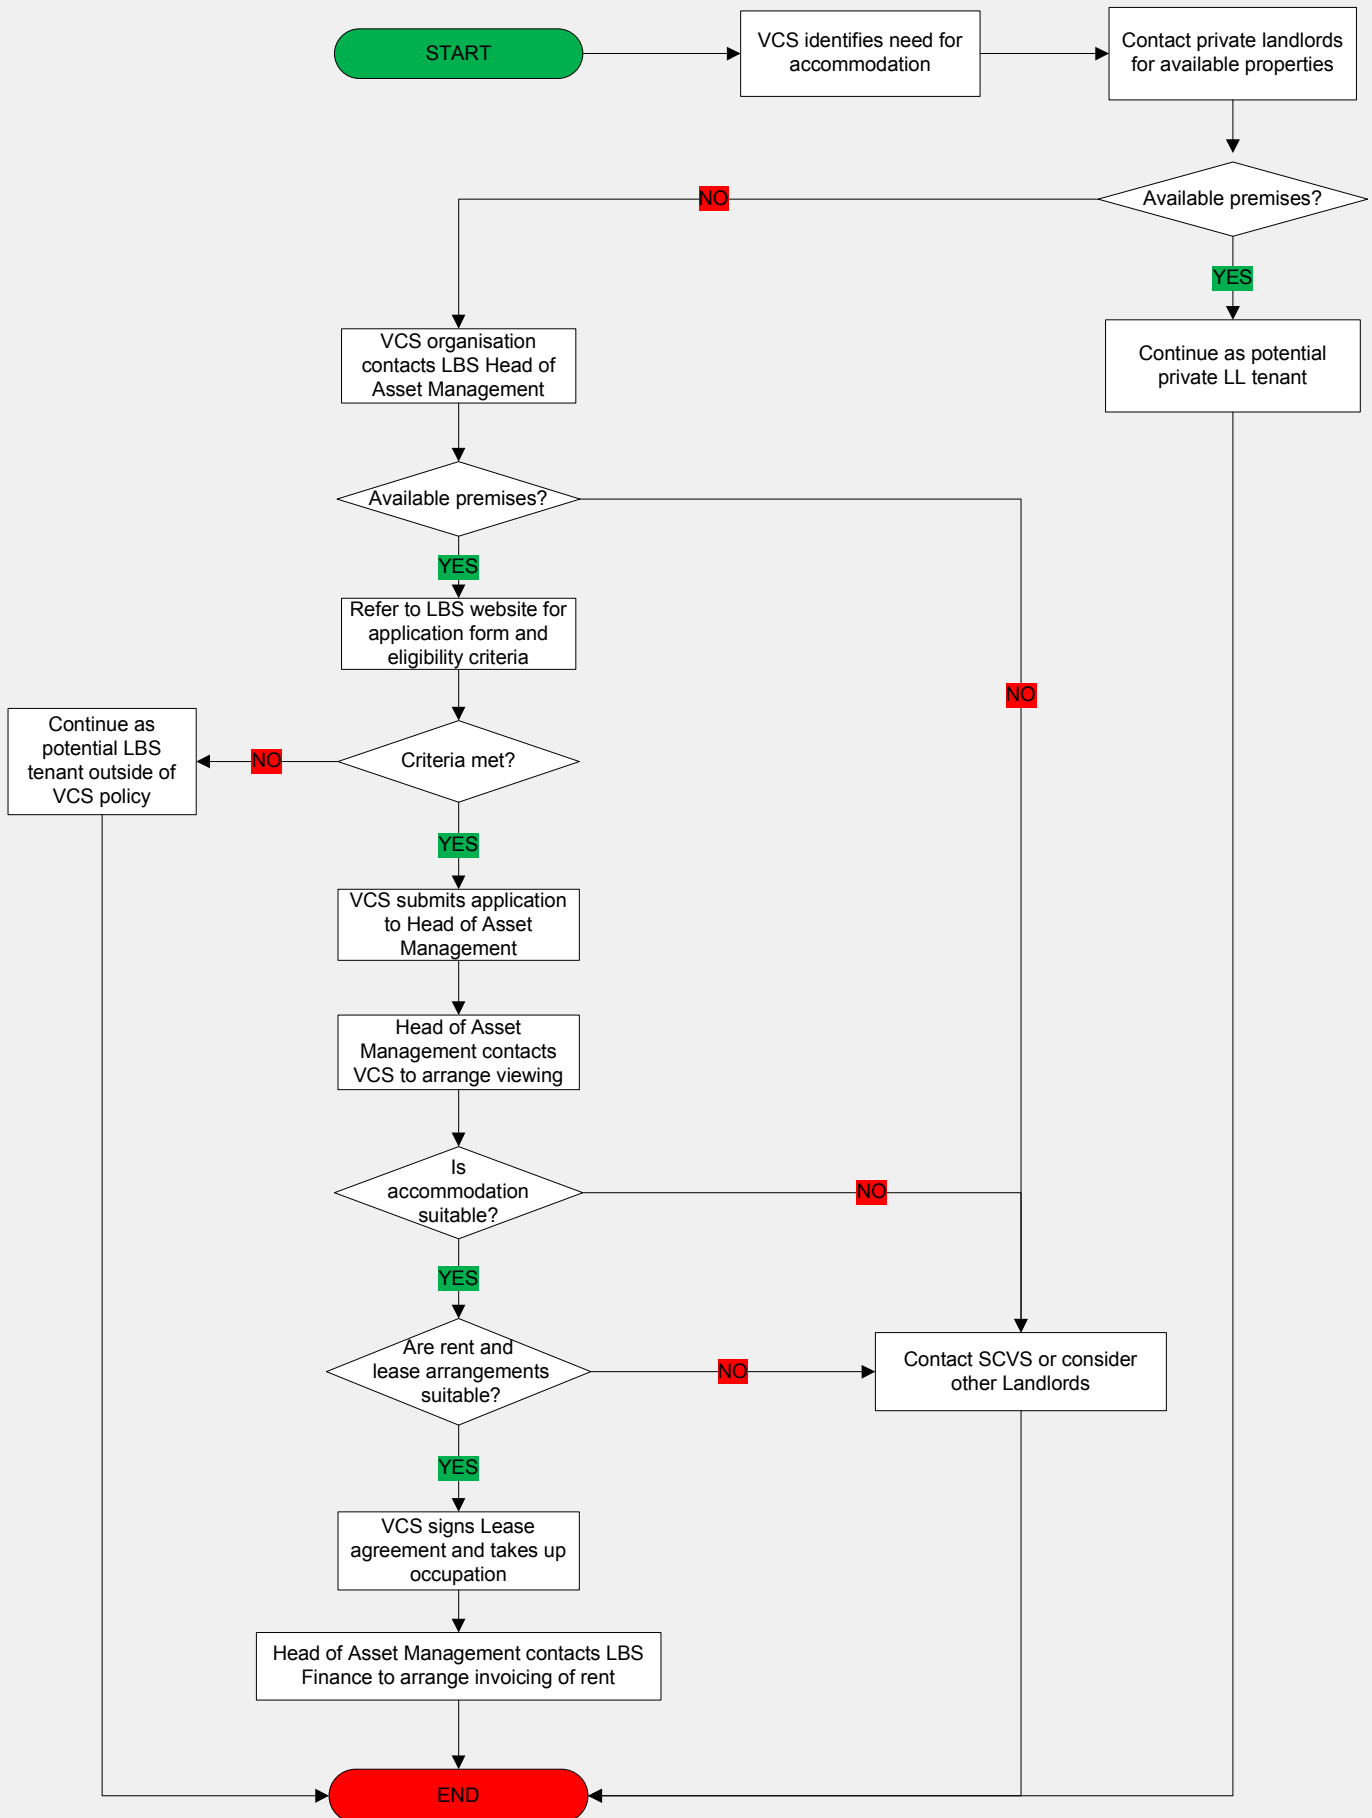 START
VCS identifies need for
accommodation
Contact private landlords
for available properties
Available premises?
NO
YES
Continue as potential
private LL tenant
VCS organisation
contacts LBS Head of
Asset Management
Available premises?
YES
NO
Refer to LBS website for
application form and
eligibility criteria
Criteria met?
NO
Continue as
potential LBS
tenant outside of
VCS policy
YES
VCS submits application
to Head of Asset
Management
Head of Asset
Management contacts
VCS to arrange viewing
Is
accommodation
suitable?
NO
YES
Are rent and
lease arrangements
suitable?
NO
Contact SCVS or consider
other Landlords
YES
VCS signs Lease
agreement and takes up
occupation
Head of Asset Management contacts LBS
Finance to arrange invoicing of rent
END